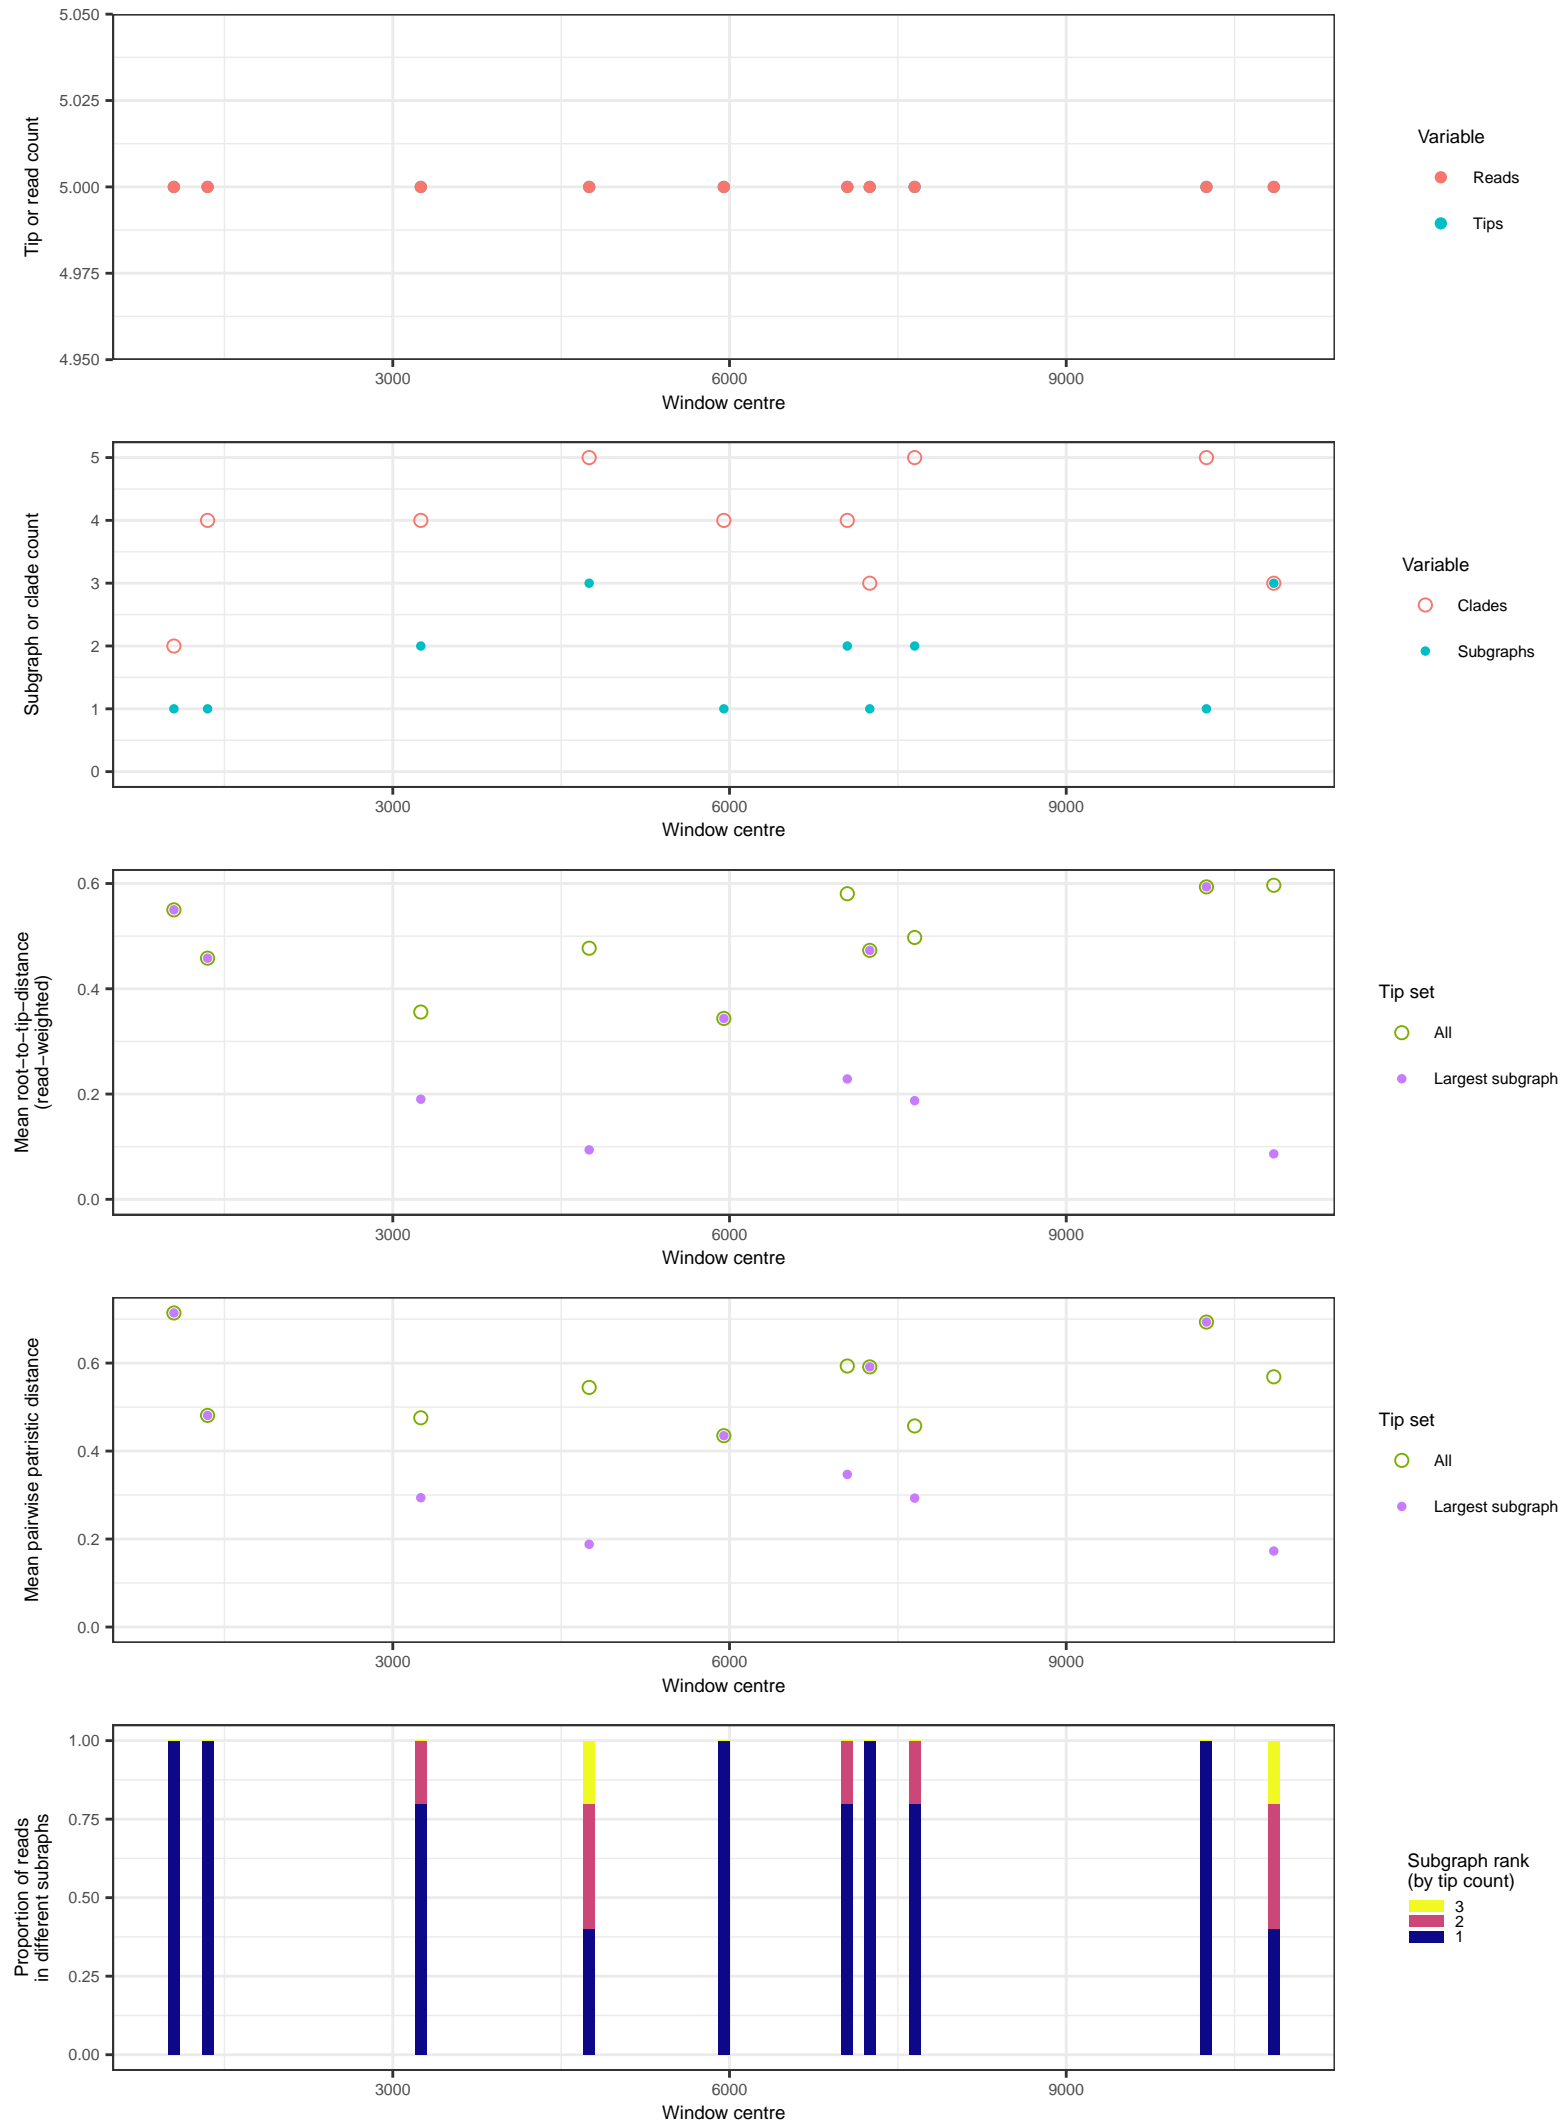 5.050
5.025
5.000
4.975
4.950
Tip or read count
3000
6000
9000
Window centre
Variable
Reads
Tips
5
4
3
2
1
0
Subgraph or clade count
3000
6000
9000
Window centre
Variable
Clades
Subgraphs
0.6
0.4
0.2
0.0
Mean root−to−tip−distance
(read−weighted)
3000
6000
9000
Window centre
Tip set
All
Largest subgraph
0.6
0.4
0.2
0.0
Mean pairwise patristic distance
3000
6000
9000
Window centre
Tip set
All
Largest subgraph
1.00
0.75
0.50
0.25
0.00
Proportion of reads
in different subraphs
3000
6000
9000
Window centre
Subgraph rank
(by tip count)
3
2
1